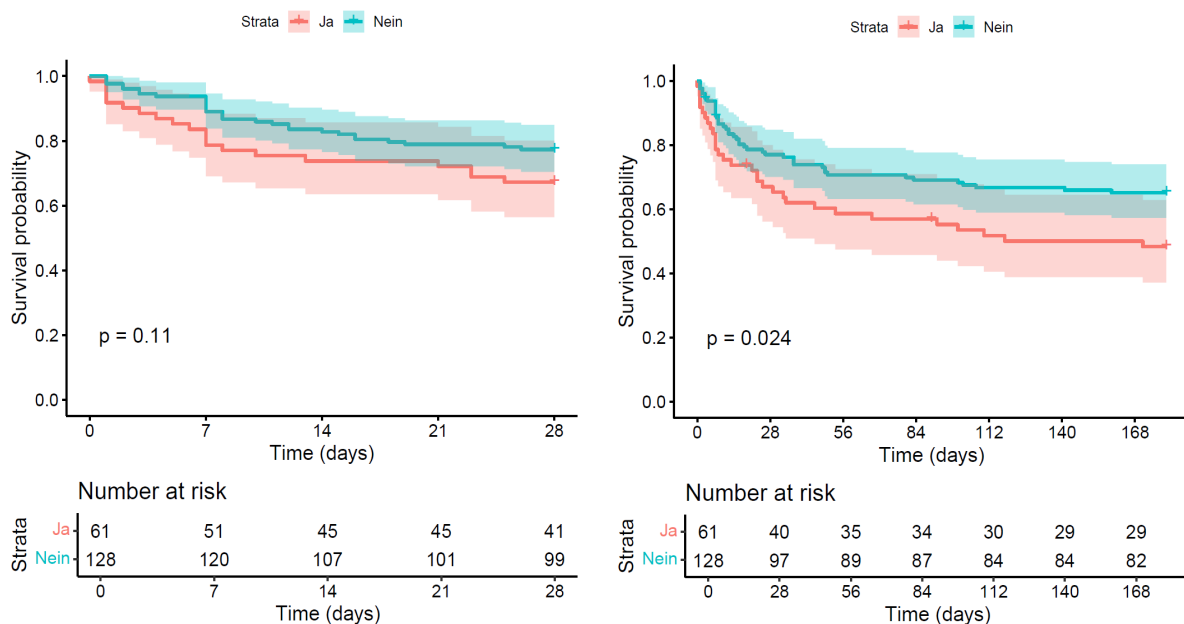 Strata Ja Nein
Survival probability
1.0
0.8
0.6
0.4
0.2
0.0
p = 0.11
0 7 14 21 28
Time (days)
Number at risk
Strata
Ja 61 51 45 45 41
Nein 128 120 107 101 99
0 7 14 21 28
Time (days)
Strata Ja Nein
Survival probability
1.0
0.8
0.6
0.4
0.2
0.0
p = 0.024
0 28 56 84 112 140 168
Time (days)
Number at risk
Strata
Ja 61 40 35 34 30 29 29
Nein 128 97 89 87 84 84 82
0 28 56 84 112 140 168
Time (days)